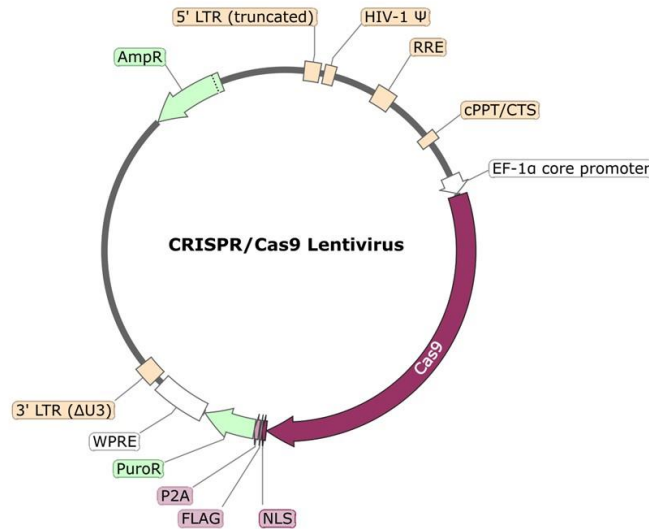 5' LTR (truncated)
HIV-1 Ψ
RRE
AmpR
cPPT/CTS
EF-1α core promoter
CRISPR/Cas9 Lentivirus
Cas9
3' LTR (ΔU3)
WPRE
PuroR
P2A
FLAG
NLS